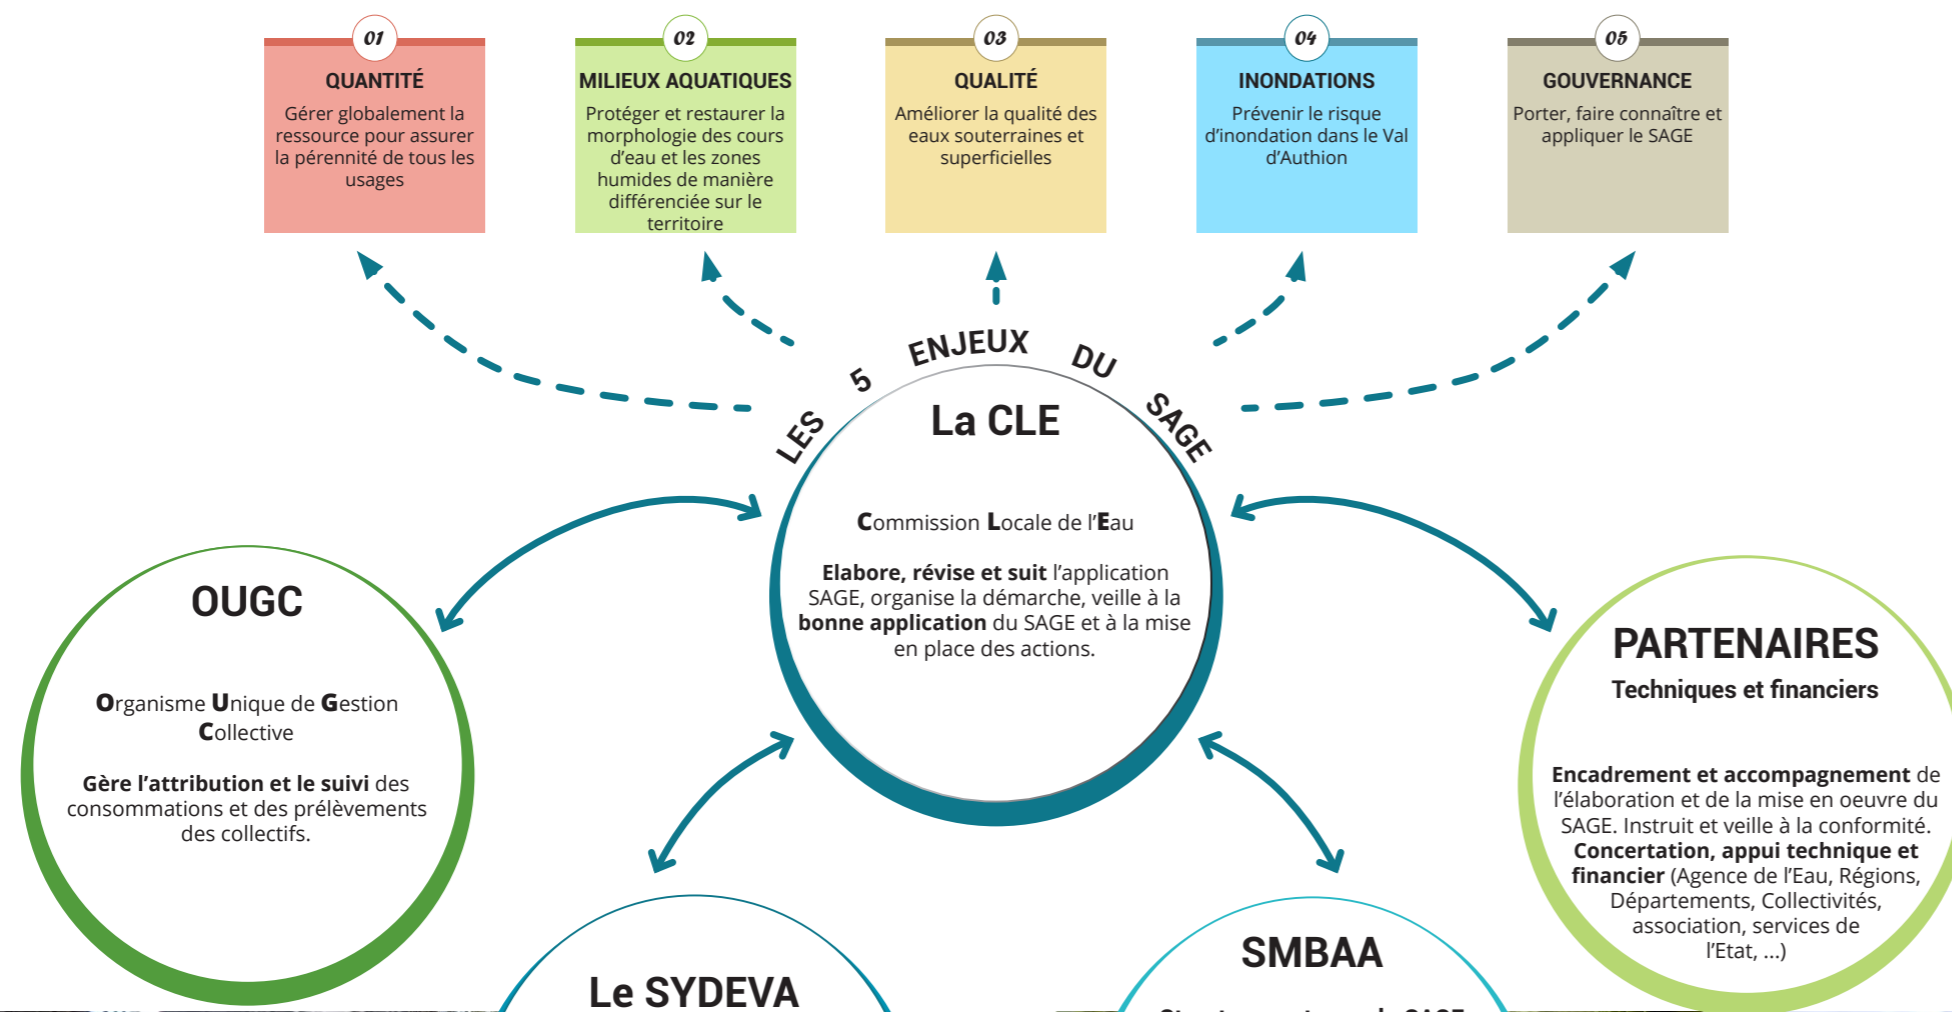 01
QUANTITÉ
Gérer globalement la
ressource pour assurer
la pérennité de tous les
usages
02
MILIEUX AQUATIQUES
Protéger et restaurer la
morphologie des cours
d'eau et les zones
humides de manière
différenciée sur le
territoire
03
QUALITÉ
Améliorer la qualité des
eaux souterraines et
superficielles
04
INONDATIONS
Prévenir le risque
d'inondation dans le Val
d'Authion
05
GOUVERNANCE
Porter, faire connaître et
appliquer le SAGE
LES 5 ENJEUX DU SAGE
La CLE
Commission Locale de l'Eau
Elabore, révise et suit l'application
SAGE, organise la démarche, veille à la
bonne application du SAGE et à la mise
en place des actions.
OUGC
Organisme Unique de Gestion
Collective
Gère l'attribution et le suivi des
consommations et des prélèvements
des collectifs.
PARTENAIRES
Techniques et financiers
Encadrement et accompagnement de
l'élaboration et de la mise en oeuvre du
SAGE. Instruit et veille à la conformité.
Concertation, appui technique et
financier (Agence de l'Eau, Régions,
Départements, Collectivités,
association, services de
l'Etat, ...)
Le SYDEVA
SMBAA